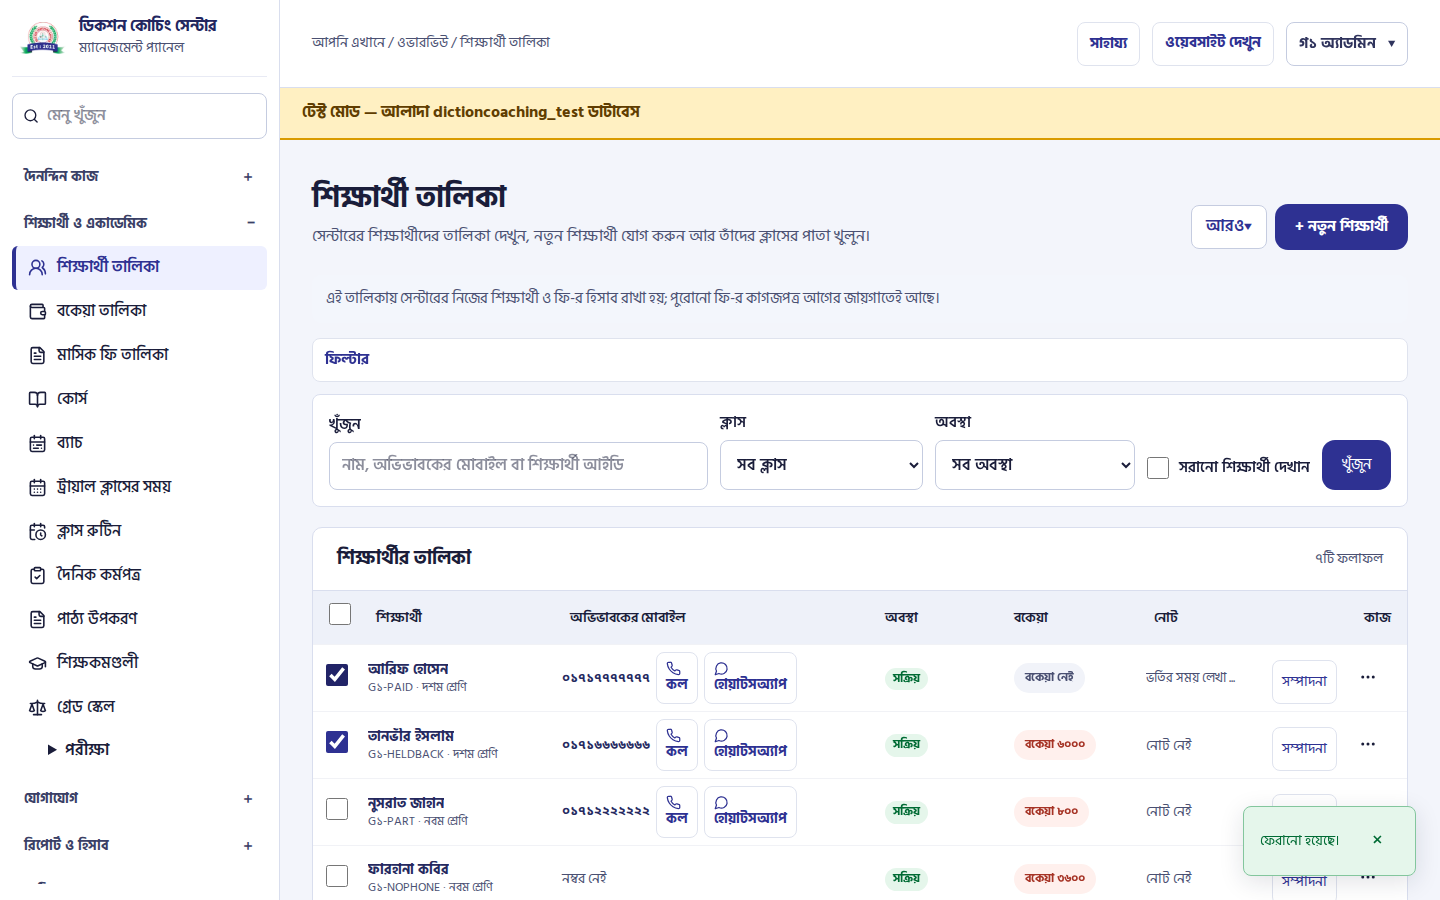 ডিকশন কোচিং সেন্টার
ম্যানেজমেন্ট প্যানেল
Est : 2011
মেনু খুঁজুন
দৈনন্দিন কাজ +
শিক্ষার্থী ও একাডেমিক −
শিক্ষার্থী তালিকা
বকেয়া তালিকা
মাসিক ফি তালিকা
কোর্স
ব্যাচ
ট্রায়াল ক্লাসের সময়
ক্লাস রুটিন
দৈনিক কর্মপত্র
পাঠ্য উপকরণ
শিক্ষকমণ্ডলী
গ্রেড স্কেল
▶ পরীক্ষা
যোগাযোগ +
রিপোর্ট ও হিসাব +
আপনি এখানে / ওভারভিউ / শিক্ষার্থী তালিকা
সাহায্য
ওয়েবসাইট দেখুন
গ১ অ্যাডমিন ▾
টেস্ট মোড — আলাদা dictioncoaching_test ডাটাবেস
শিক্ষার্থী তালিকা
সেন্টারের শিক্ষার্থীদের তালিকা দেখুন, নতুন শিক্ষার্থী যোগ করুন আর তাঁদের ক্লাসের পাতা খুলুন।
আরও▾
+ নতুন শিক্ষার্থী
এই তালিকায় সেন্টারের নিজের শিক্ষার্থী ও ফি-র হিসাব রাখা হয়; পুরোনো ফি-র কাগজপত্র আগের জায়গাতেই আছে।
ফিল্টার
খুঁজুন ক্লাস অবস্থা
নাম, অভিভাবকের মোবাইল বা শিক্ষার্থী আইডি সব ক্লাস সব অবস্থা সরানো শিক্ষার্থী দেখান খুঁজুন
শিক্ষার্থীর তালিকা ৭টি ফলাফল
শিক্ষার্থী অভিভাবকের মোবাইল অবস্থা বকেয়া নোট কাজ
আরিফ হোসেন
G১-PAID · দশম শ্রেণি
০১৭১৭৭৭৭৭৭৭ কল হোয়াটসঅ্যাপ সক্রিয় বকেয়া নেই ভর্তির সময় লেখা ... সম্পাদনা ...
তানভীর ইসলাম
G১-HELDBACK · দশম শ্রেণি
০১৭১৬৬৬৬৬৬৬ কল হোয়াটসঅ্যাপ সক্রিয় বকেয়া ৬০০০ নোট নেই সম্পাদনা ...
নুসরাত জাহান
G১-PART · নবম শ্রেণি
০১৭১২২২২২২২ কল হোয়াটসঅ্যাপ সক্রিয় বকেয়া ৮০০ নোট নেই
ফারহানা কবির
G১-NOPHONE · নবম শ্রেণি
নম্বর নেই সক্রিয় বকেয়া ৩৬০০ নোট নেই সম্পাদনা ...
ফেরানো হয়েছে। ×